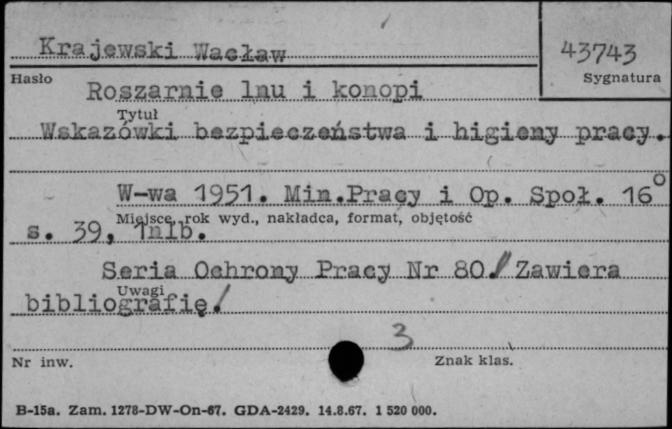 Krajewski Wacław
43743
Hasło
Sygnatura
Roszarnie lnu i konopi
Tytuł
Wskazówki bezpieczeństwa i higieny pracy.
W-wa 1951. Min.Pracy i Op. Społ. 16°
Miejsce, rok wyd., nakładca, format, objętość
s. 39, 1nlb.
Seria Ochrony Pracy Nr 80./ Zawiera
Uwagi
bibliografię./
3
Nr inw.
Znak klas.
B-15a. Zam. 1278-DW-On-67. GDA-2429. 14.8.67. 1 520 000.